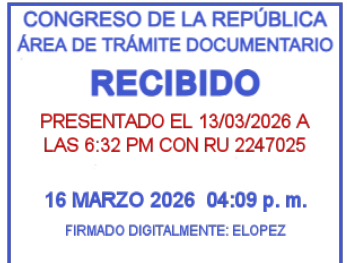 CONGRESO DE LA REPÚBLICA
ÁREA DE TRÁMITE DOCUMENTARIO
RECIBIDO
PRESENTADO EL 13/03/2026 A
LAS 6:32 PM CON RU 2247025
16 MARZO 2026 04:09 p. m.
FIRMADO DIGITALMENTE: ELOPEZ